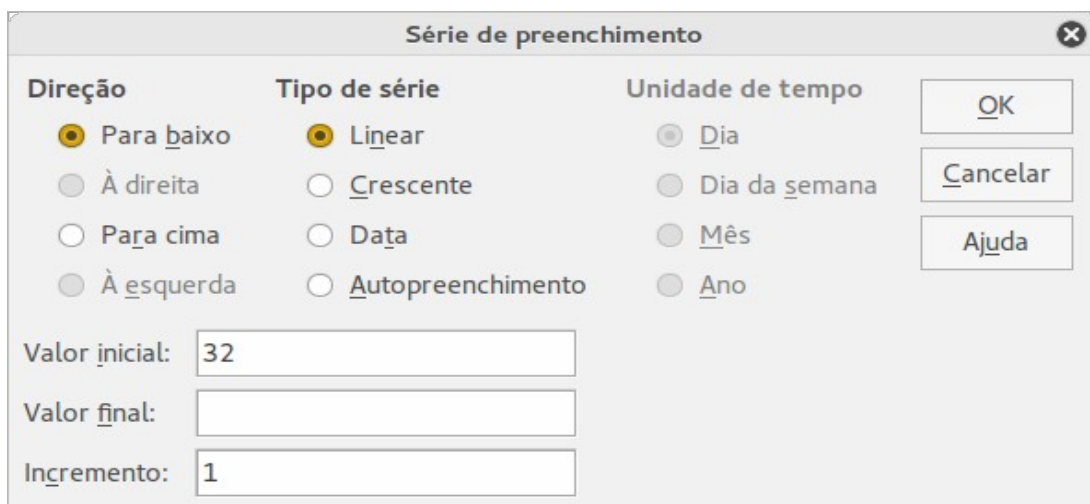 Série de preenchimento
Direção Tipo de série Unidade de tempo
OK
Para baixo Linear Dia
À direita Crescente Dia da semana
Cancelar
Para cima Data Mês
Ajuda
À esquerda Autopreenchimento Ano
Valor inicial: 32
Valor final:
Incremento: 1